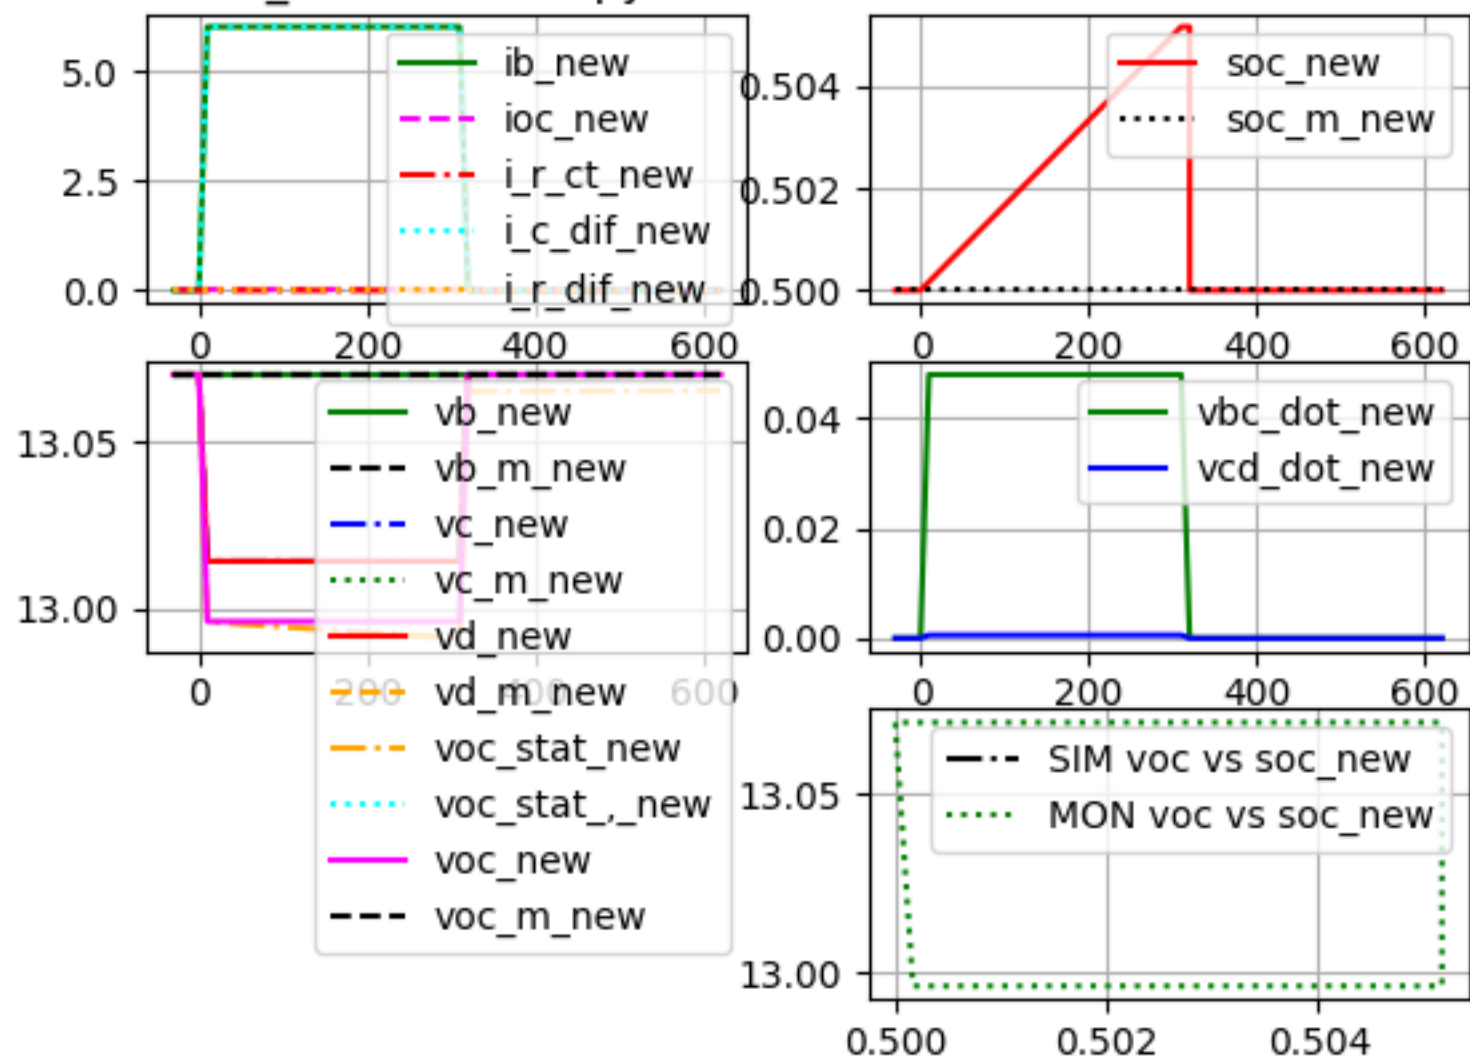 5.0
2.5
0.0
ib_new
ioc_new
i_r_ct_new
i_c_dif_new
i_r_dif_new
0 200 400 600
0.504
0.502
0.500
soc_new
soc_m_new
0 200 400 600
13.05
13.00
vb_new
vb_m_new
vc_new
vc_m_new
vd_new
vd_m_new
voc_stat_new
voc_stat_,_new
voc_new
voc_m_new
0 200 400 600
0.04
0.02
0.00
vbc_dot_new
vcd_dot_new
0 200 400 600
13.05
13.00
SIM voc vs soc_new
MON voc vs soc_new
0.500 0.502 0.504